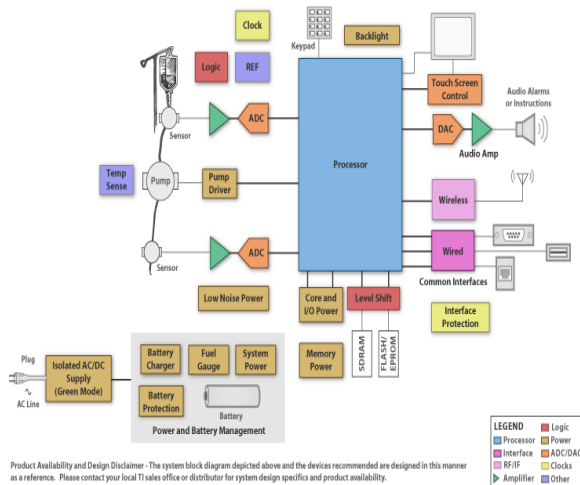 Clock
Keypad
Backlight
Logic
REF
Touch Screen
Control
Audio Alarms
or Instructions
ADC
DAC
Sensor
Audio Amp
Processor
Temp
Sense
Pump
Pump
Driver
Wireless
ADC
Wired
Sensor
Common Interfaces
Low Noise Power
Core and
I/O Power
Level Shift
Interface
Protection
SDRAM
FLASH/
EPROM
Memory
Power
Plug
AC Line
Isolated AC/DC
Supply
(Green Mode)
Battery
Charger
Fuel
Gauge
System
Power
Battery
Protection
Battery
Power and Battery Management
LEGEND
Processor
Interface
RF/IF
Amplifier
Logic
Power
ADC/DAC
Clocks
Other
Product Availability and Design Disclaimer - The system block diagram depicted above and the devices recommended are designed in this manner
as a reference. Please contact your local TI sales office or distributor for system design specifics and product availability.